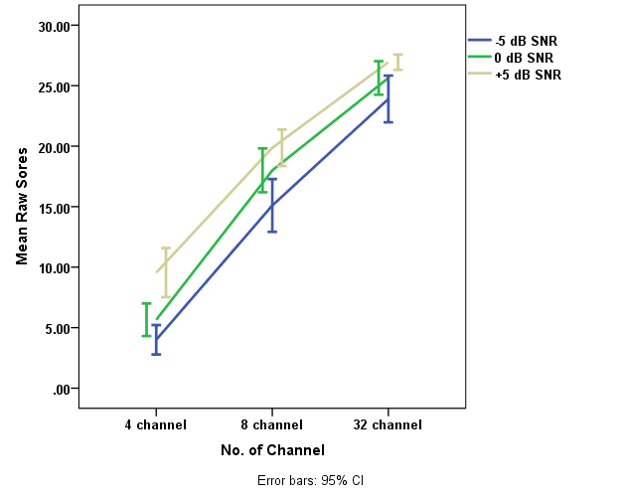 30.00
25.00
20.00
15.00
10.00
5.00
.00
Mean Raw Sores
4 channel
8 channel
32 channel
No. of Channel
Error bars: 95% CI
-5 dB SNR
0 dB SNR
+5 dB SNR